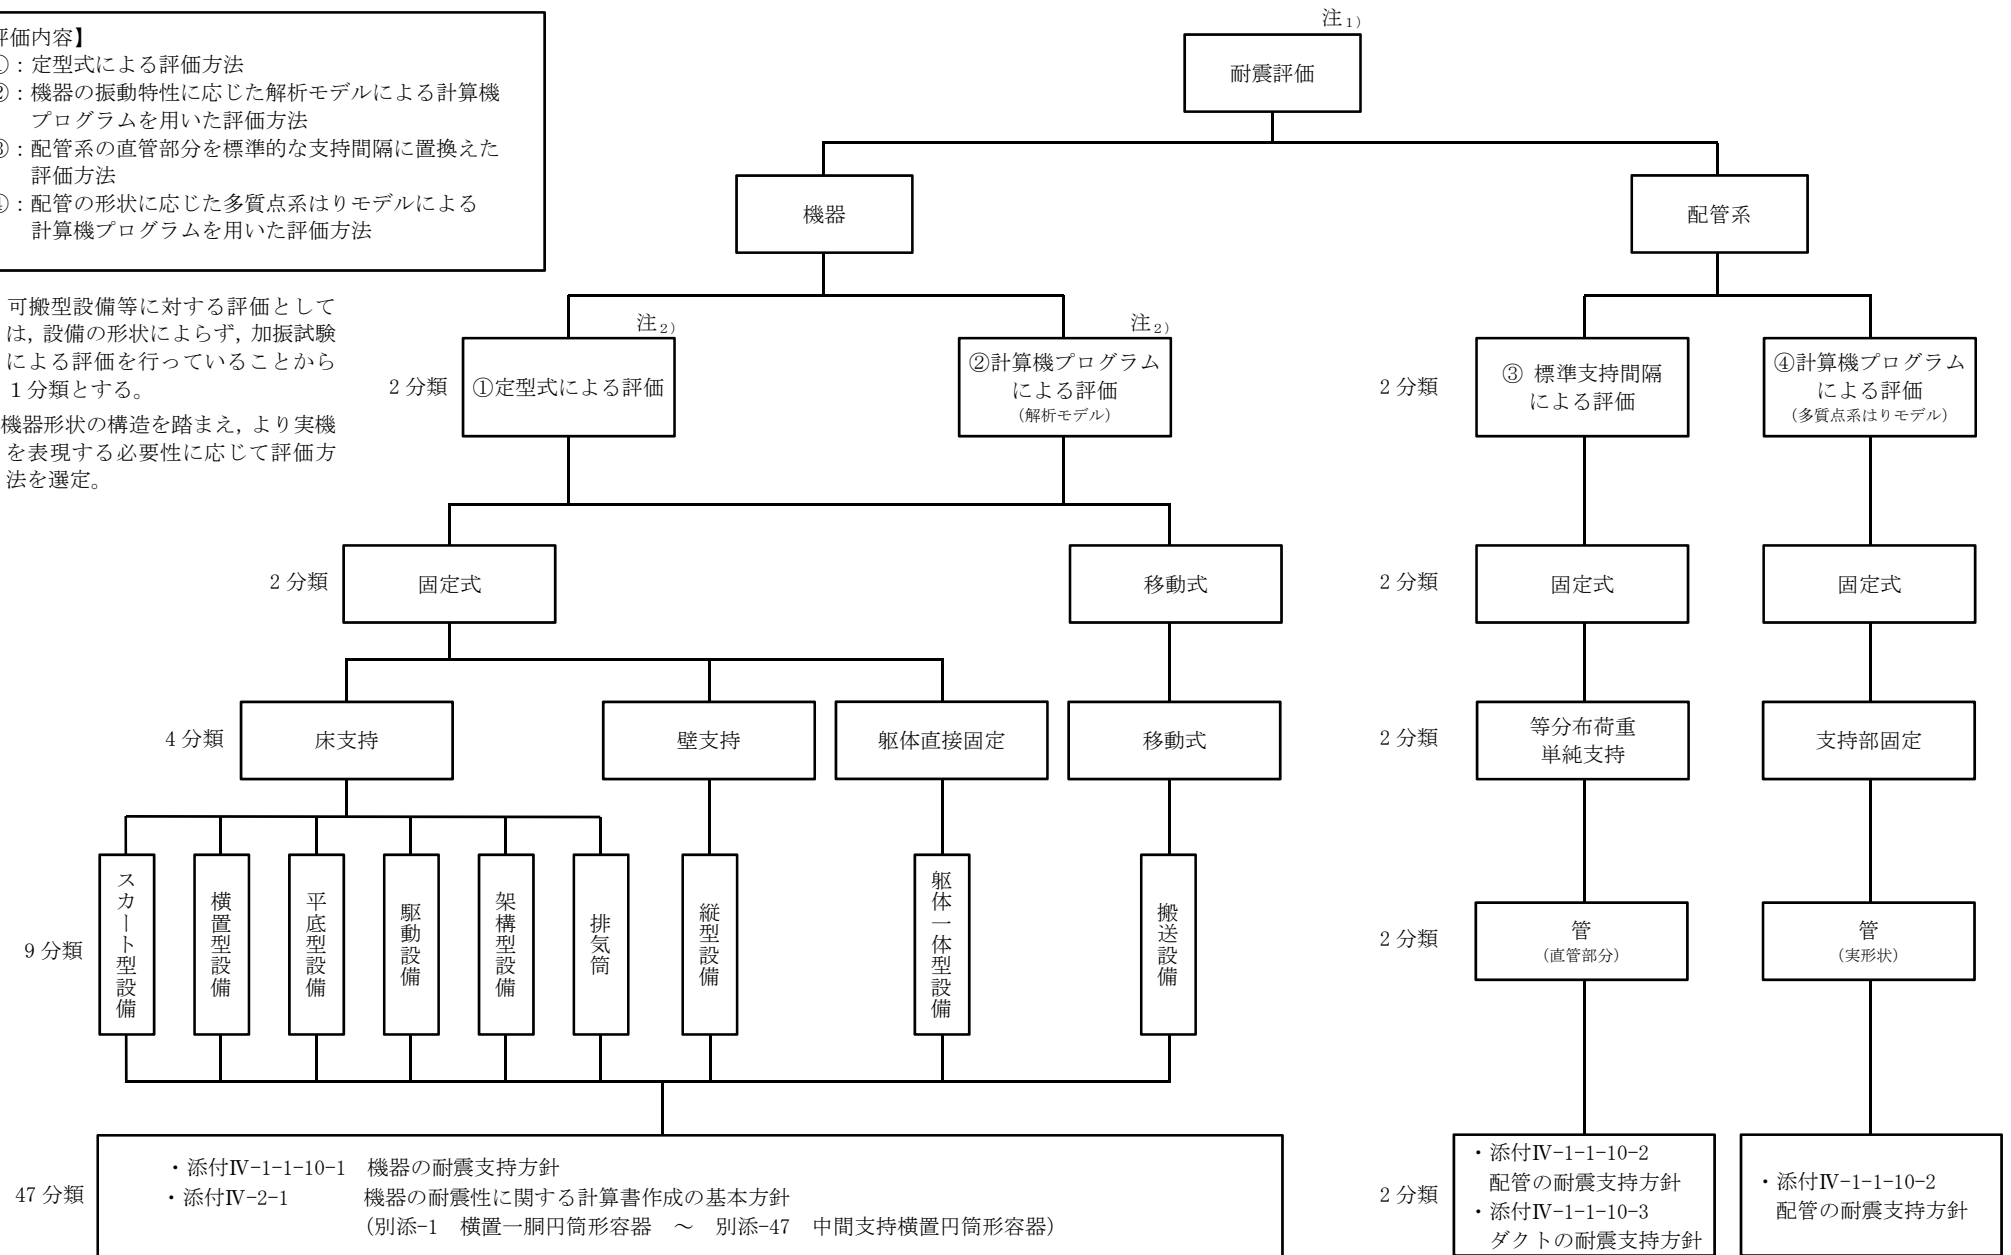 評価内容】
：定型式による評価方法
：機器の振動特性に応じた解析モデルによる計算機
プログラムを用いた評価方法
：配管系の直管部分を標準的な支持間隔に置換えた
評価方法
：配管の形状に応じた多質点系はりモデルによる
計算機プログラムを用いた評価方法
可搬型設備等に対する評価として
は，設備の形状によらず，加振試験
による評価を行っていることから
１分類とする。
機器形状の構造を踏まえ，より実機
を表現する必要性に応じて評価方
法を選定。
注1）
耐震評価
機器
配管系
2 分類
注2）
①定型式による評価
注2）
②計算機プログラム
による評価
（解析モデル）
2 分類
③ 標準支持間隔
による評価
④計算機プログラム
による評価
（多質点系はりモデル）
2 分類
固定式
移動式
2 分類
固定式
固定式
4 分類
床支持
壁支持
躯体直接固定
移動式
2 分類
等分布荷重
単純支持
支持部固定
9 分類
スカート型設備
横置型設備
平底型設備
駆動設備
架構型設備
排気筒
縦型設備
躯体一体型設備
搬送設備
2 分類
管
（直管部分）
管
（実形状）
47 分類
・添付Ⅳ-1-1-10-1　機器の耐震支持方針
・添付Ⅳ-2-1　機器の耐震性に関する計算書作成の基本方針
（別添-1　横置一胴円筒形容器　～　別添-47　中間支持横置円筒形容器）
2 分類
・添付Ⅳ-1-1-10-2
配管の耐震支持方針
・添付Ⅳ-1-1-10-3
ダクトの耐震支持方針
・添付Ⅳ-1-1-10-2
配管の耐震支持方針